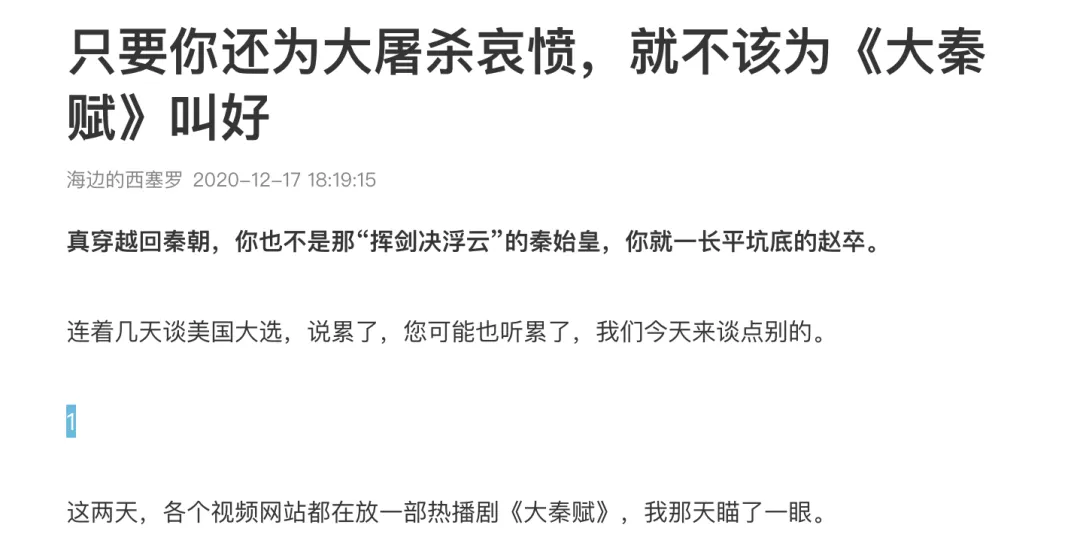 只要你还为大屠杀哀愤，就不该为《大秦
赋》叫好
海边的西塞罗 2020-12-17 18:19:15
真穿越回秦朝，你也不是那“挥剑决浮云”的秦始皇，你就一长平坑底的赵卒。
连着几天谈美国大选，说累了，您可能也听累了，我们今天来谈点别的。
1
这两天，各个视频网站都在放一部热播剧《大秦赋》，我那天瞄了一眼。